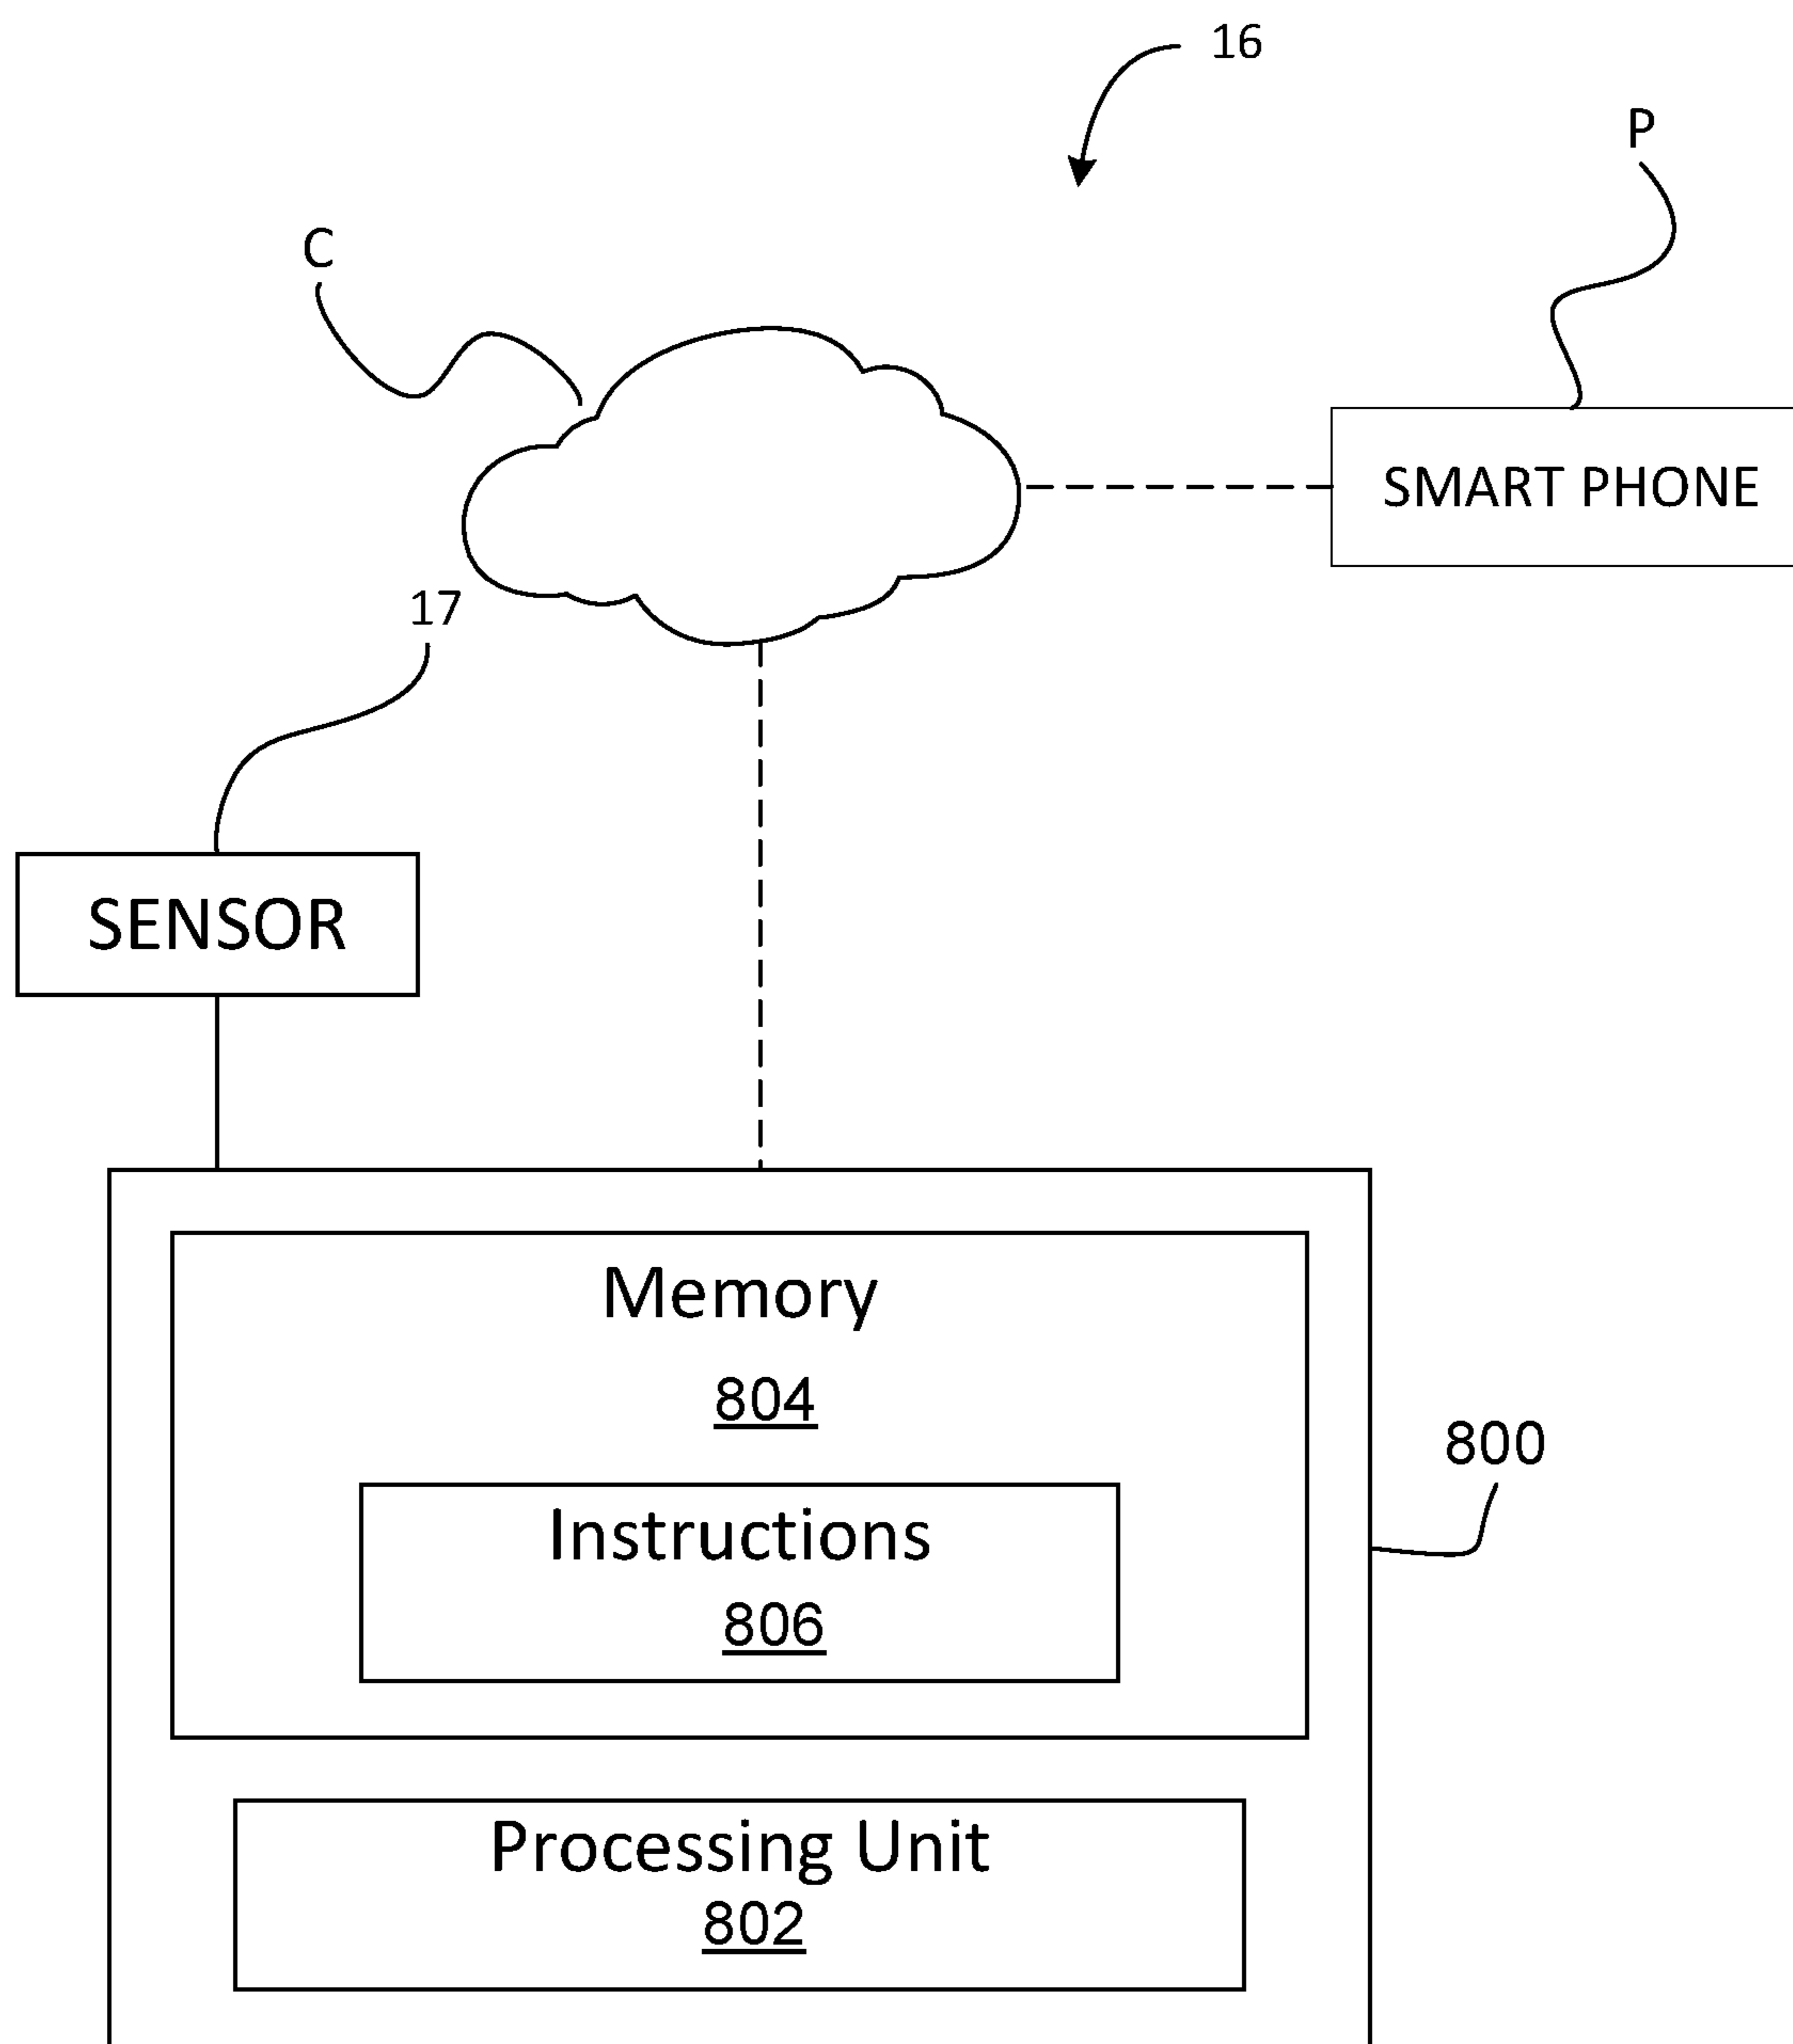 16
P
C
SMART PHONE
17
SENSOR
Memory
804
800
Instructions
806
Processing Unit
802